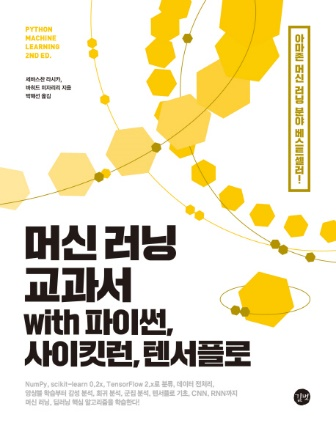 PYTHON
MACHINE
LEARNING
2ND ED.
세바스찬 라시카,
바히드 미자리리 지음
박해선 옮김
아마존 머신 러닝 분야 베스트셀러!
머신 러닝
교과서
with 파이썬,
사이킷런, 텐서플로
NumPy, scikit-learn 0.2x, TensorFlow 2.x로 분류, 데이터 전처리,
앙상블 학습부터 감성 분석, 회귀 분석, 군집 분석, 텐서플로 기초, CNN, RNN까지
머신 러닝, 딥러닝 핵심 알고리즘을 학습한다!
길벗